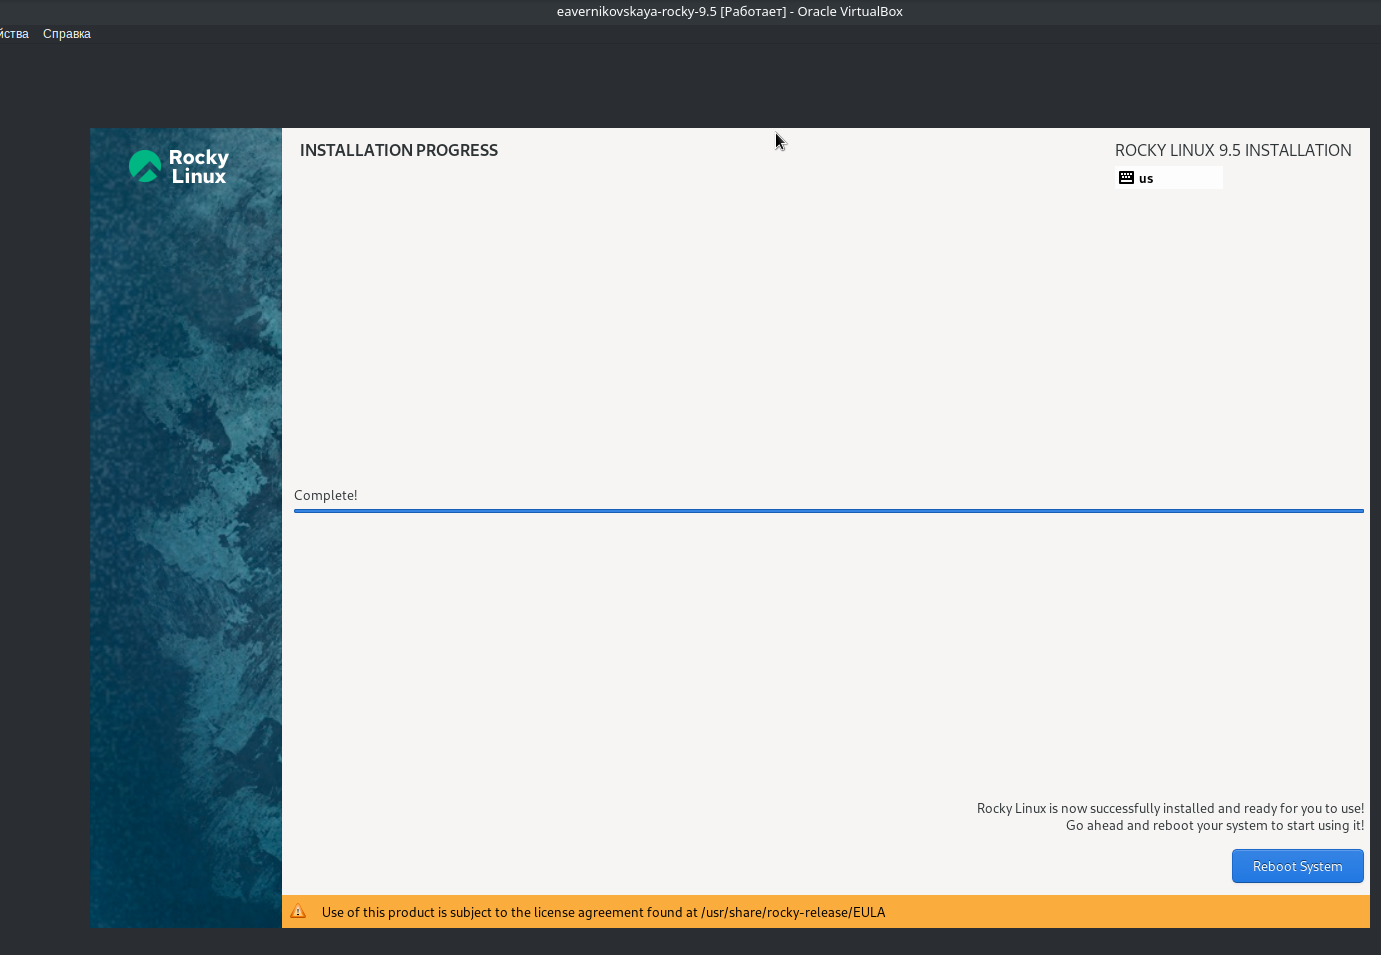 eavernikovskaya-rocky-9.5 [Работает] - Oracle VirtualBox
йства Справка
Rocky
Linux
INSTALLATION PROGRESS
ROCKY LINUX 9.5 INSTALLATION
us
Complete!
Rocky Linux is now successfully installed and ready for you to use!
Go ahead and reboot your system to start using it!
Reboot System
Use of this product is subject to the license agreement found at /usr/share/rocky-release/EULA